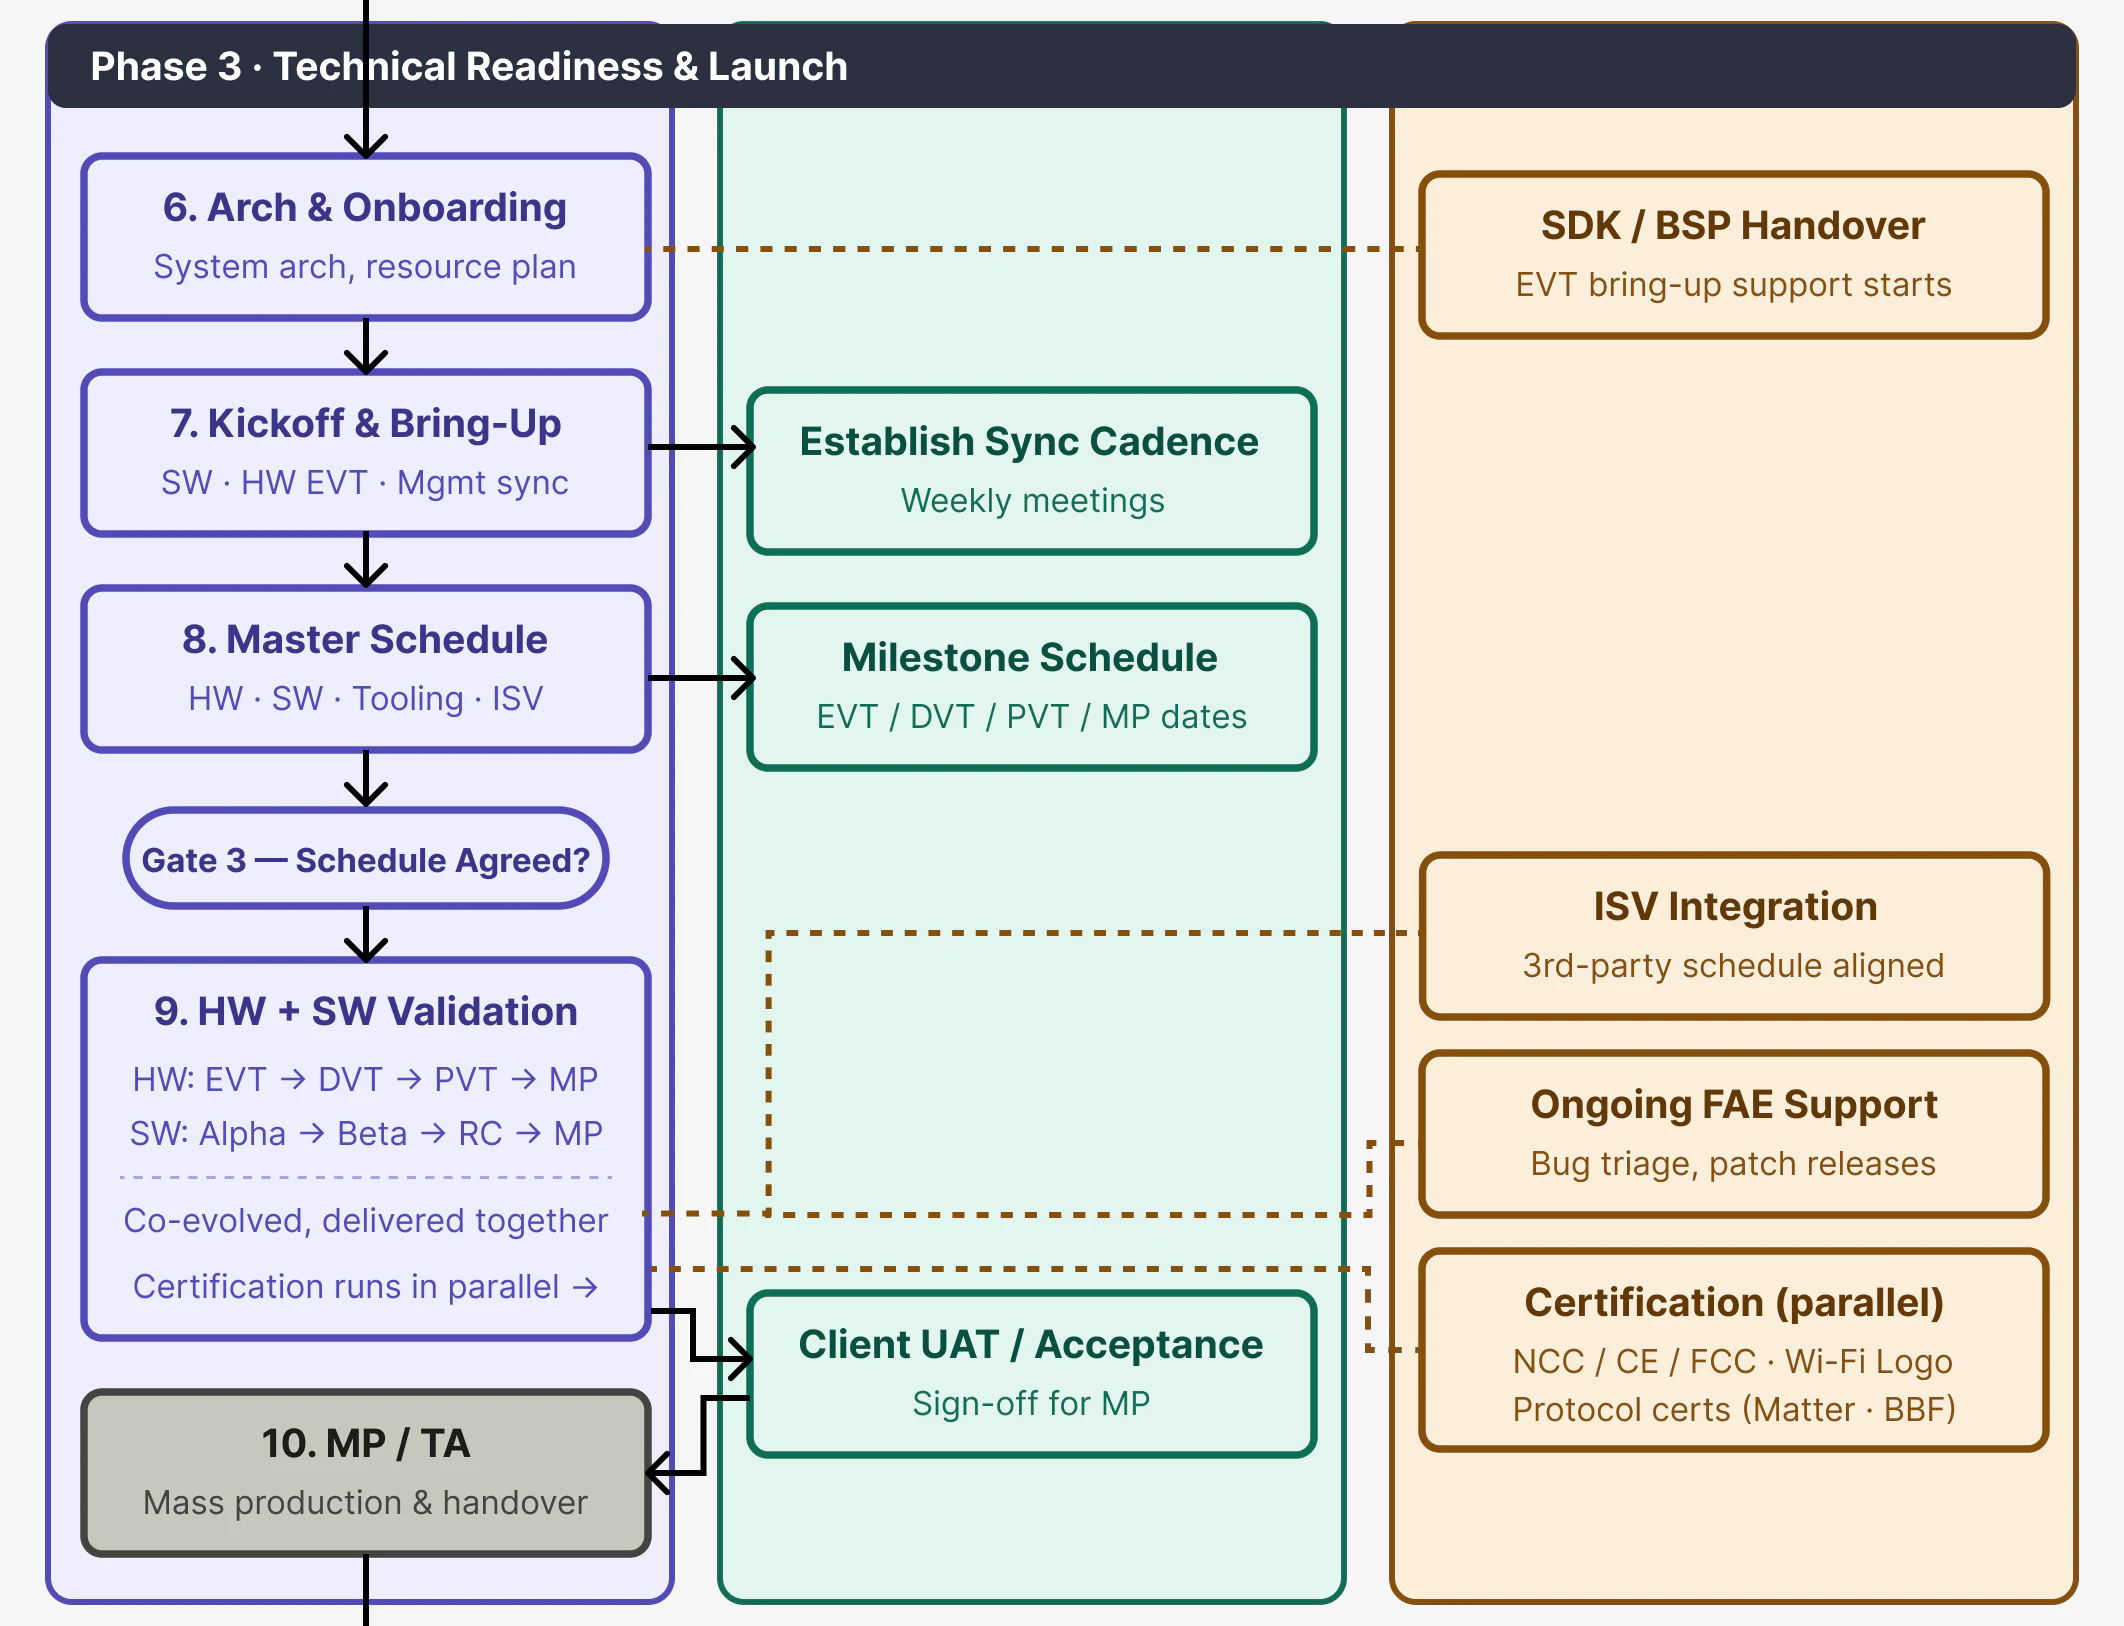 Phase 3 · Technical Readiness & Launch
6. Arch & Onboarding
System arch, resource plan
SDK / BSP Handover
EVT bring-up support starts
7. Kickoff & Bring-Up
SW · HW EVT · Mgmt sync
Establish Sync Cadence
Weekly meetings
8. Master Schedule
HW · SW · Tooling · ISV
Milestone Schedule
EVT / DVT / PVT / MP dates
Gate 3 — Schedule Agreed?
ISV Integration
3rd-party schedule aligned
9. HW + SW Validation
HW: EVT → DVT → PVT → MP
SW: Alpha → Beta → RC → MP
Co-evolved, delivered together
Certification runs in parallel →
Ongoing FAE Support
Bug triage, patch releases
Client UAT / Acceptance
Sign-off for MP
Certification (parallel)
NCC / CE / FCC · Wi-Fi Logo
Protocol certs (Matter · BBF)
10. MP / TA
Mass production & handover